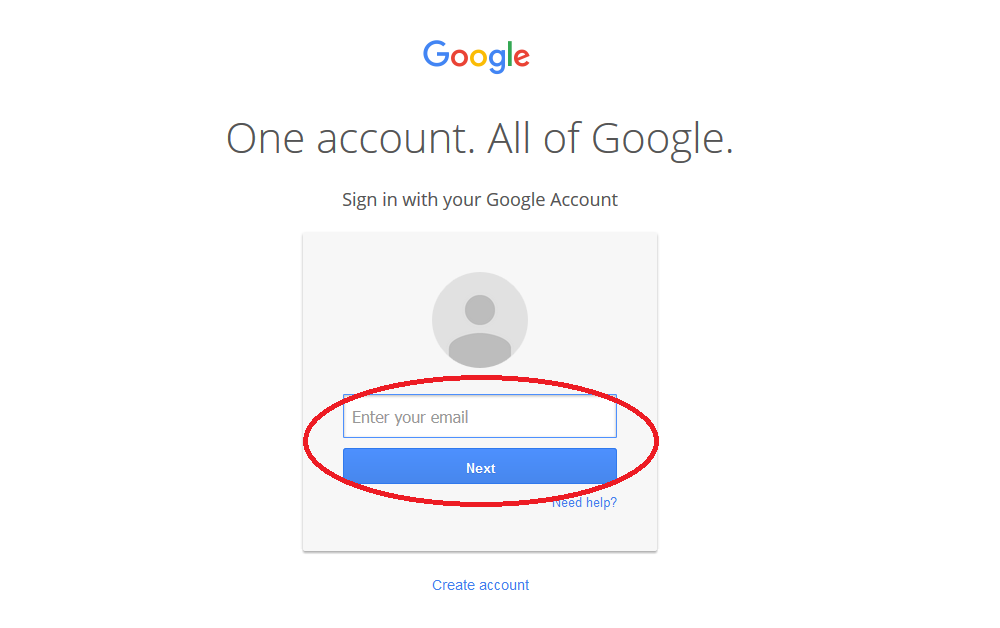 Google
One account. All of Google.
Sign in with your Google Account
Enter your email
Next
Need help?
Create account